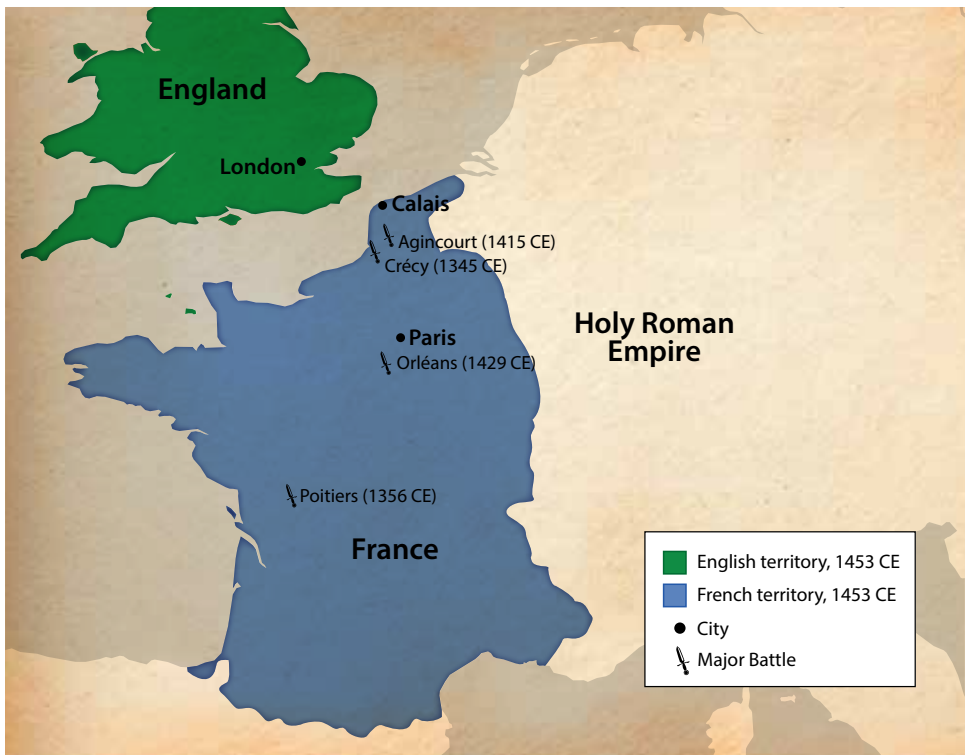 England
London
Calais
Agincourt (1415 CE)
Crécy (1345 CE)
Holy Roman
Empire
Paris
Orléans (1429 CE)
Poitiers (1356 CE)
France
English territory, 1453 CE
French territory, 1453 CE
City
Major Battle